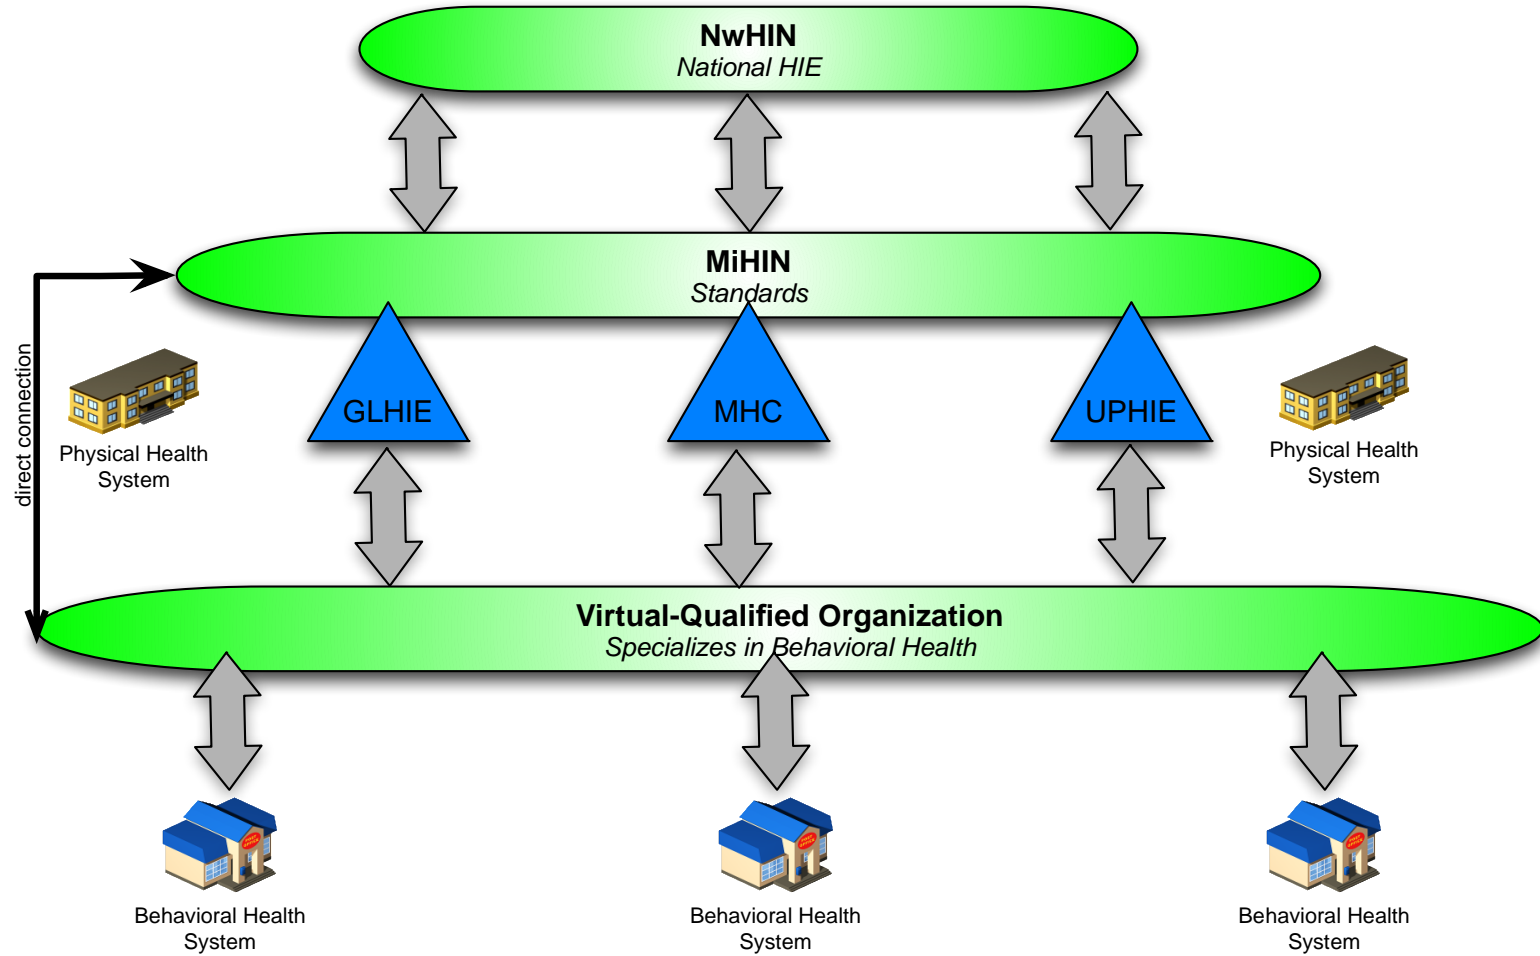 NwHIN
National HIE
MiHIN
Standards
direct connection
GLHIE
MHC
UPHIE
Physical Health
System
Physical Health
System
Virtual-Qualified Organization
Specializes in Behavioral Health
Behavioral Health
System
Behavioral Health
System
Behavioral Health
System